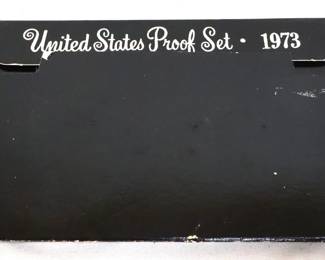 United States Proof Set · 1973